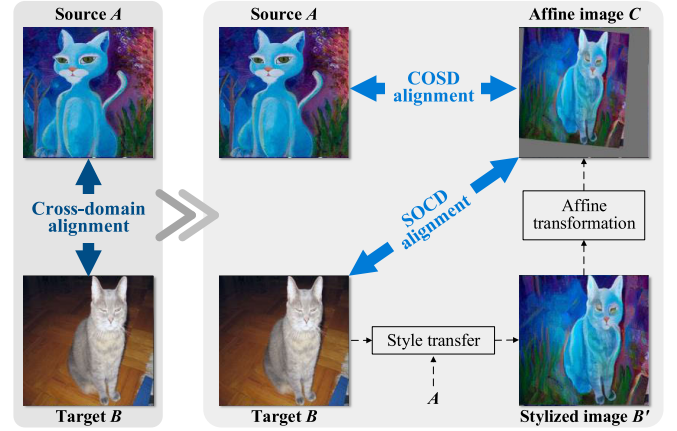 Source A
Cross-domain
alignment
Target B
Source A
Affine image C
COSD
alignment
SOCD
alignment
Affine
transformation
Style transfer
A
Target B
Stylized image B'